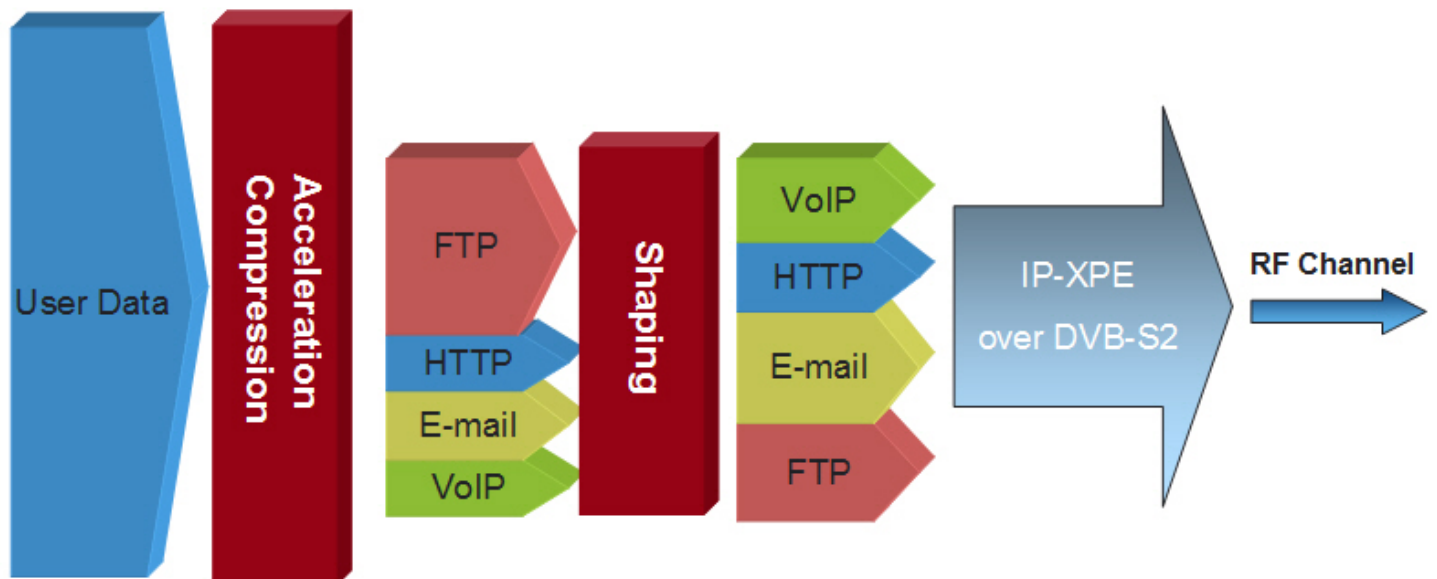 User Data
Acceleration
Compression
FTP
HTTP
E-mail
VoIP
Shaping
VoIP
HTTP
E-mail
FTP
IP-XPE
over DVB-S2
RF Channel